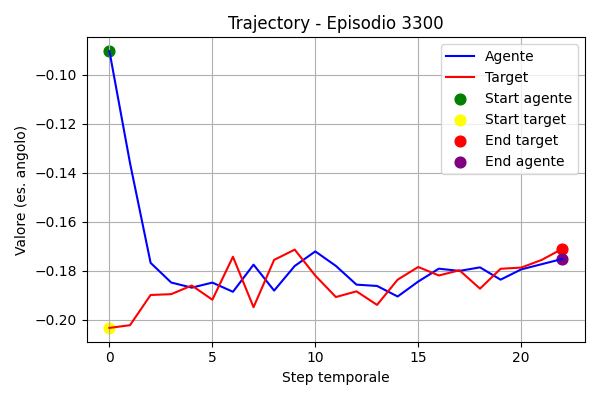 Trajectory - Episodio 3300
Agente
Target
Start agente
Start target
End target
End agente
Valore (es. angolo)
−0.10
−0.12
−0.14
−0.16
−0.18
−0.20
0
5
10
15
20
Step temporale